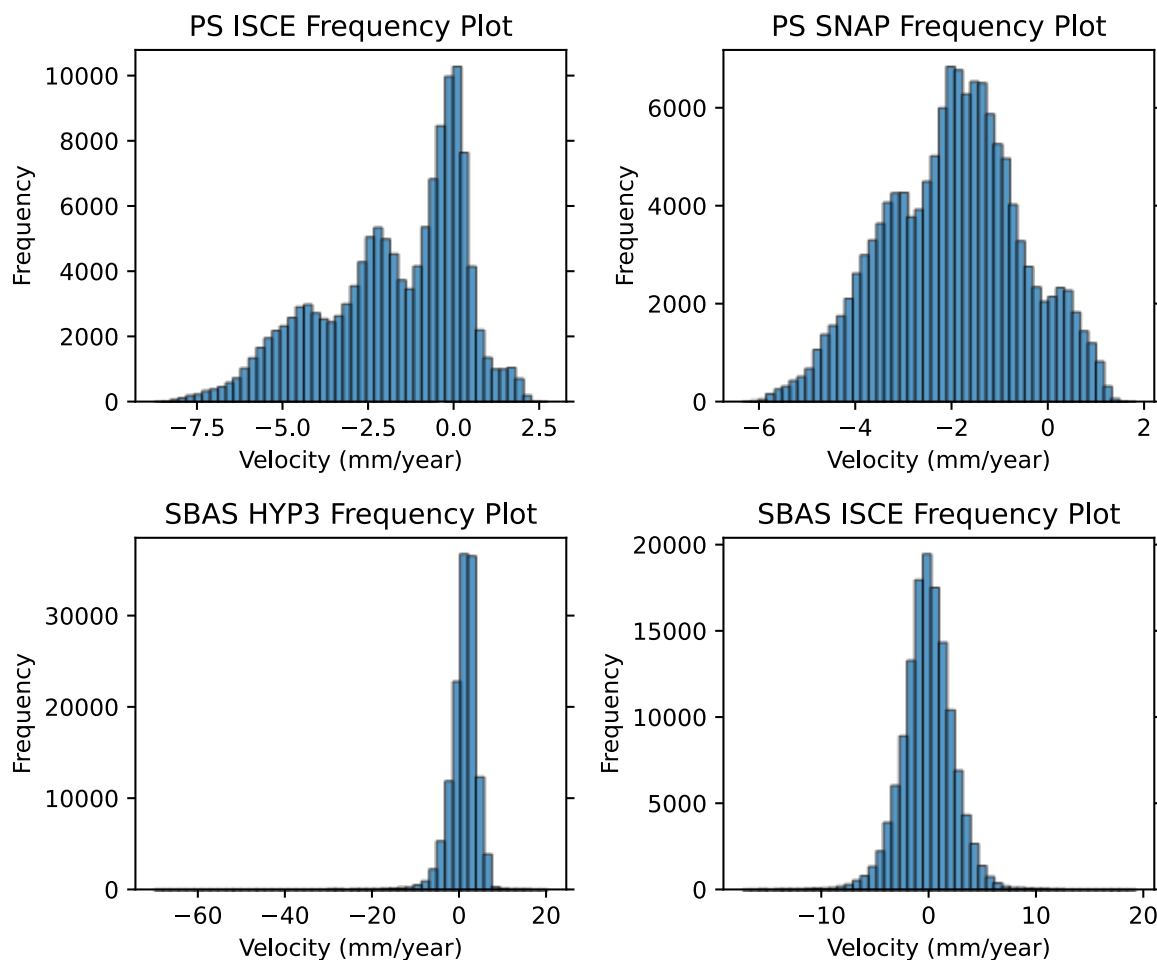 PS ISCE Frequency Plot
10000
8000
6000
4000
2000
0
Frequency
−7.5 −5.0 −2.5 0.0 2.5
Velocity (mm/year)
PS SNAP Frequency Plot
6000
4000
2000
0
Frequency
−6 −4 −2 0 2
Velocity (mm/year)
SBAS HYP3 Frequency Plot
30000
20000
10000
0
Frequency
−60 −40 −20 0 20
Velocity (mm/year)
SBAS ISCE Frequency Plot
20000
15000
10000
5000
0
Frequency
−10 0 10 20
Velocity (mm/year)